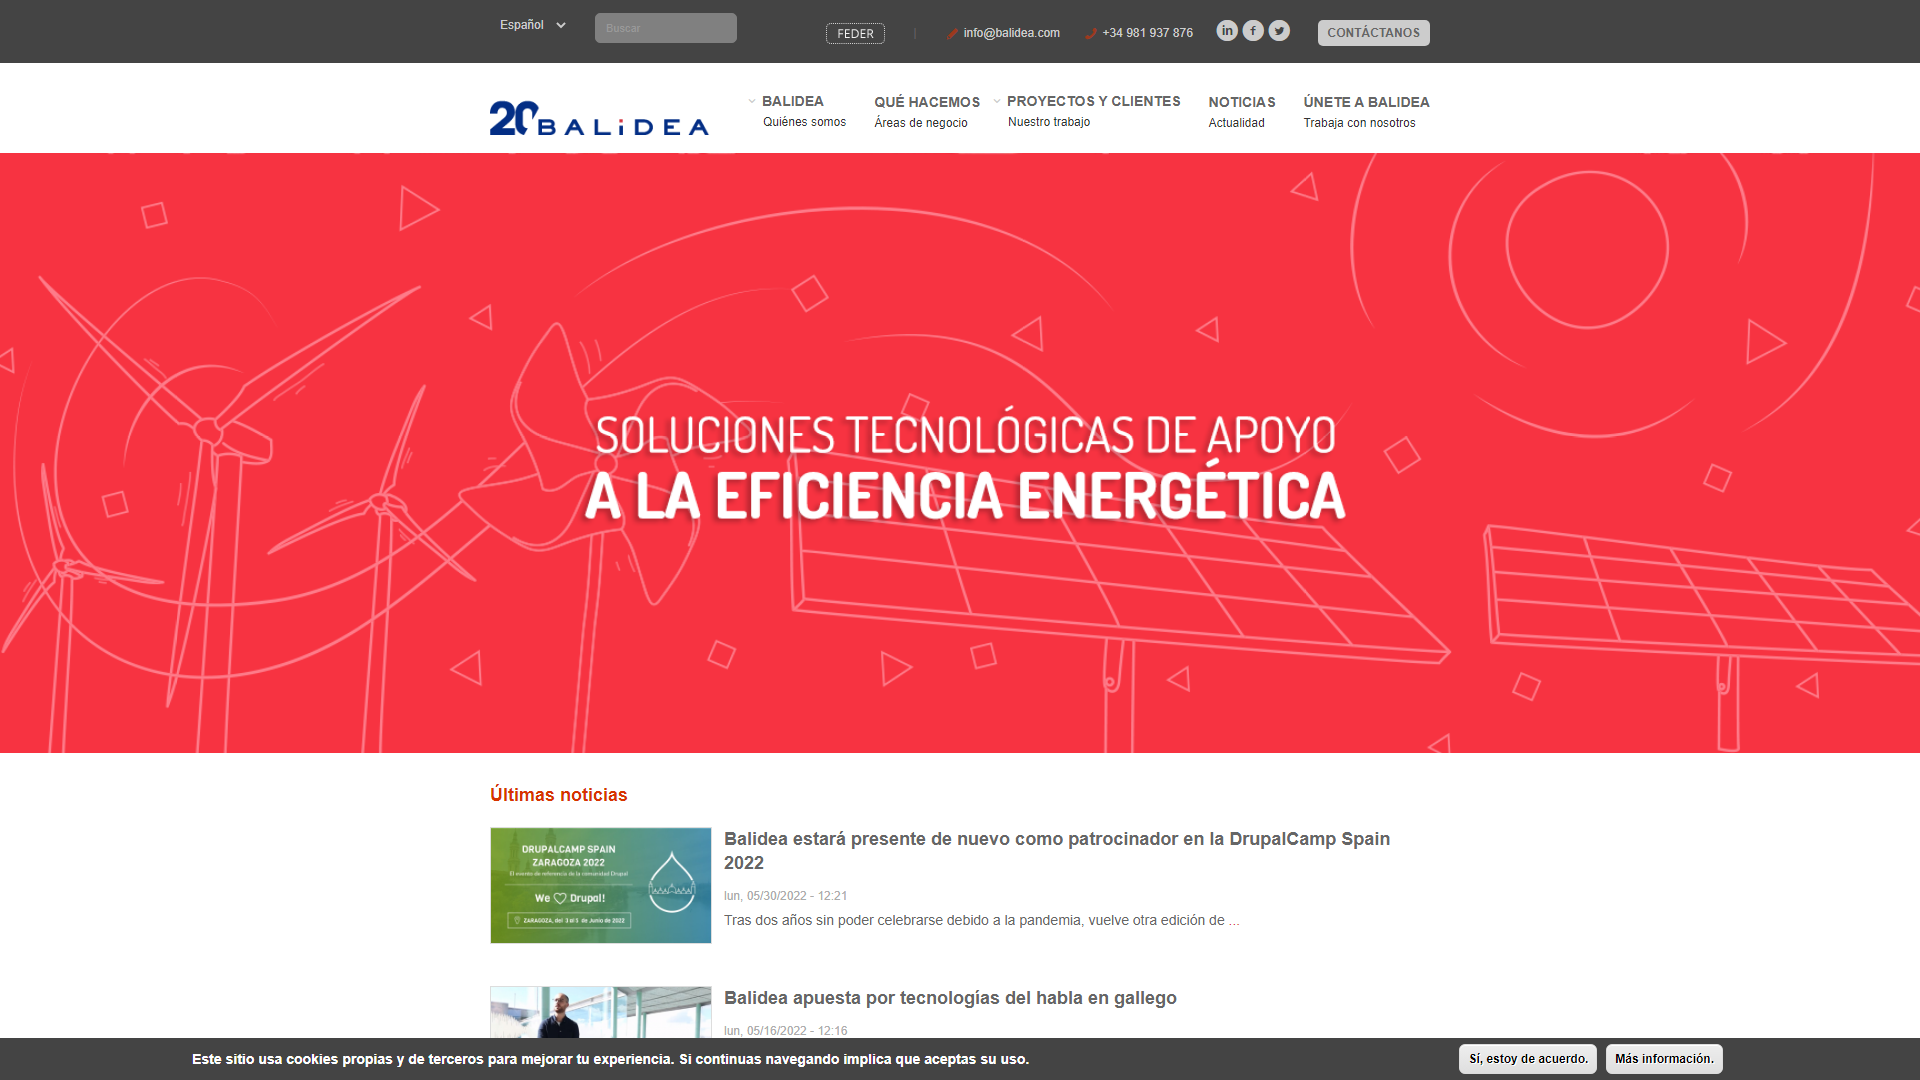 Español
Buscar
FEDER
info@balidea.com
+34 981 937 876
CONTÁCTANOS
20 BALIDEA
BALIDEA
Quiénes somos
QUÉ HACEMOS
Áreas de negocio
PROYECTOS Y CLIENTES
Nuestro trabajo
NOTICIAS
Actualidad
ÚNETE A BALIDEA
Trabaja con nosotros
SOLUCIONES TECNOLÓGICAS DE APOYO
A LA EFICIENCIA ENERGÉTICA
Últimas noticias
DRUPALCAMP SPAIN
ZARAGOZA 2022
El evento de referencia de la comunidad Drupal
We Drupal!
ZARAGOZA, del 3 al 5 de Junio de 2022
Balidea estará presente de nuevo como patrocinador en la DrupalCamp Spain
2022
lun, 05/30/2022 - 12:21
Tras dos años sin poder celebrarse debido a la pandemia, vuelve otra edición de ...
Balidea apuesta por tecnologías del habla en gallego
lun, 05/16/2022 - 12:16
Este sitio usa cookies propias y de terceros para mejorar tu experiencia. Si continuas navegando implica que aceptas su uso.
Sí, estoy de acuerdo.
Más información.